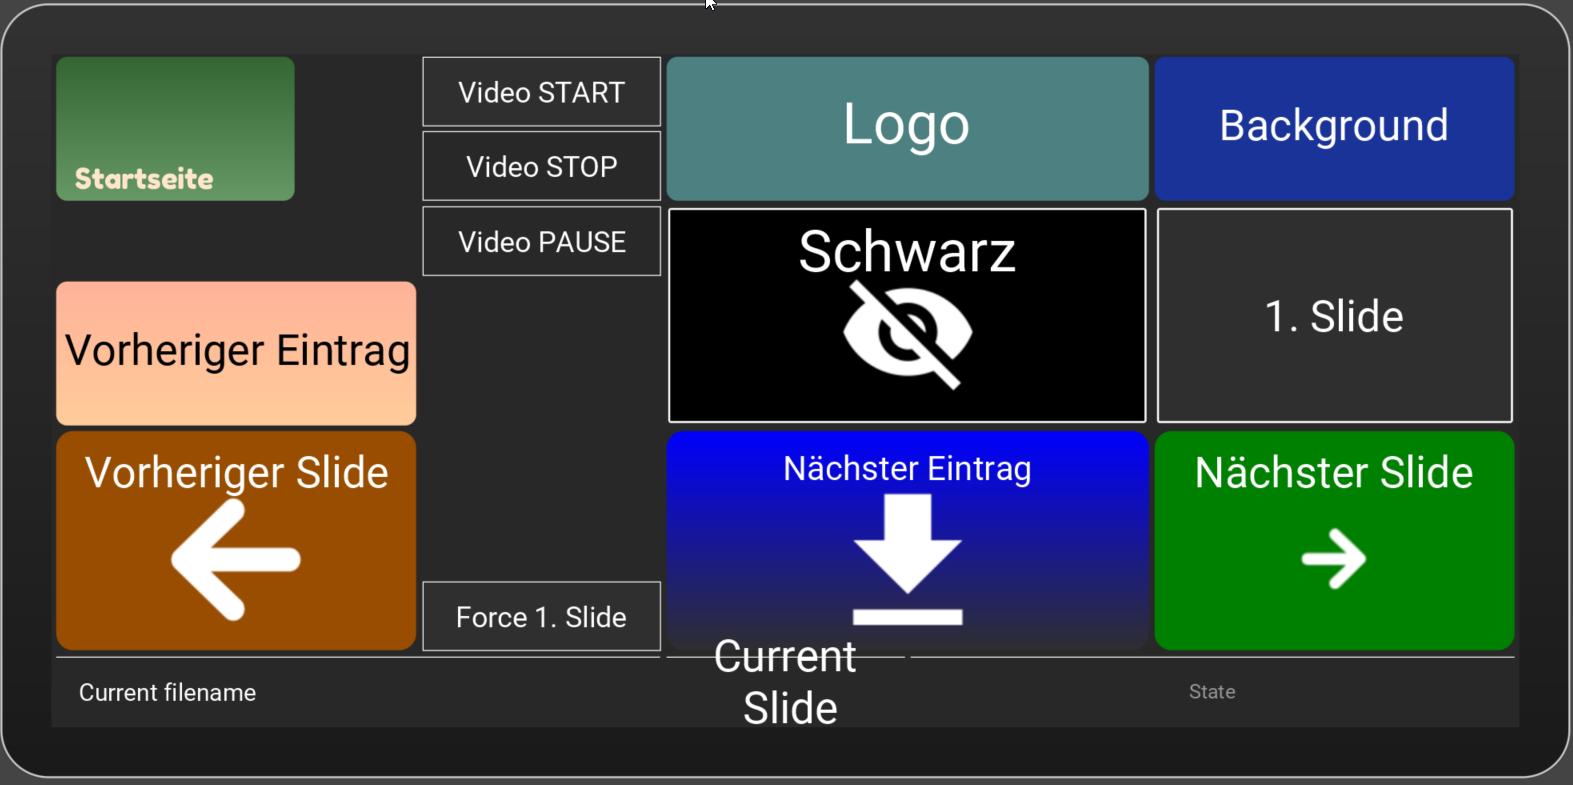 Startseite
Video START
Video STOP
Video PAUSE
Logo
Background
Schwarz
1. Slide
Vorheriger Eintrag
Vorheriger Slide
Force 1. Slide
Nächster Eintrag
Nächster Slide
Current filename
Current
Slide
State